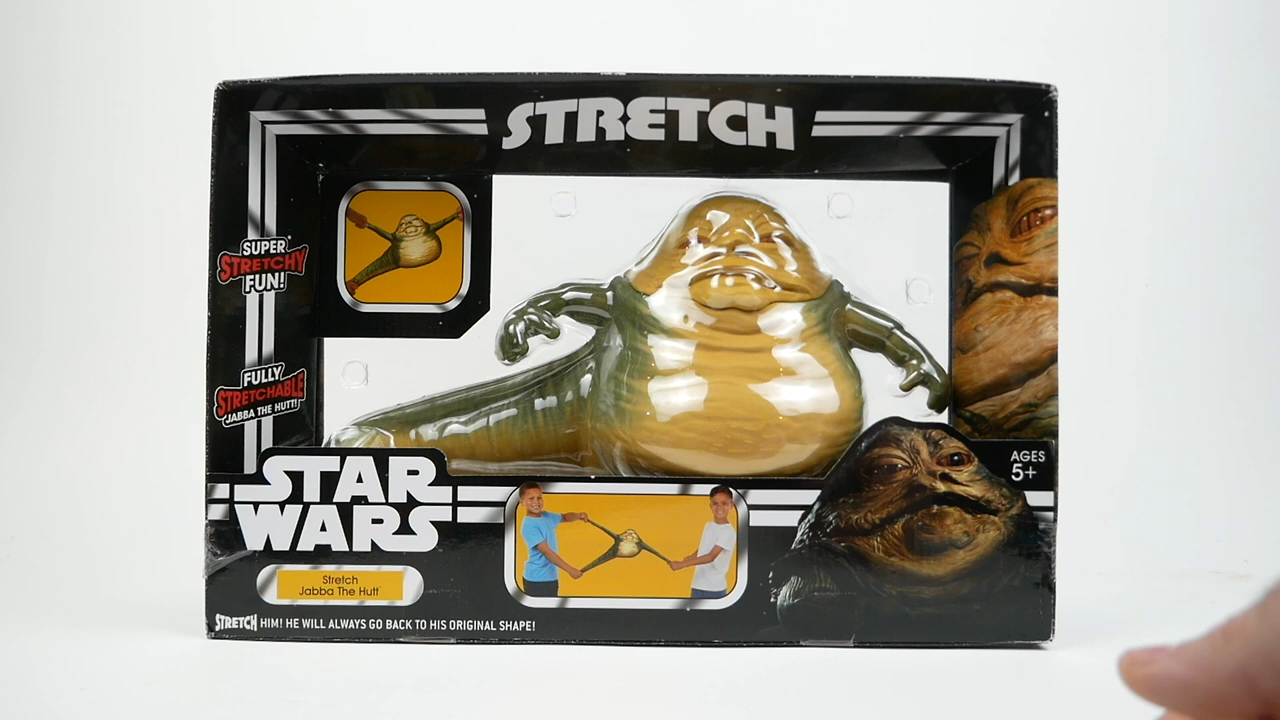 STRETCH
SUPER
STRETCHY
FUN!
FULLY
STRETCHABLE
JABBA THE HUTT!
AGES
5+
STAR
WARS
Stretch
Jabba The Hutt
STRETCH HIM! HE WILL ALWAYS GO BACK TO HIS ORIGINAL SHAPE!